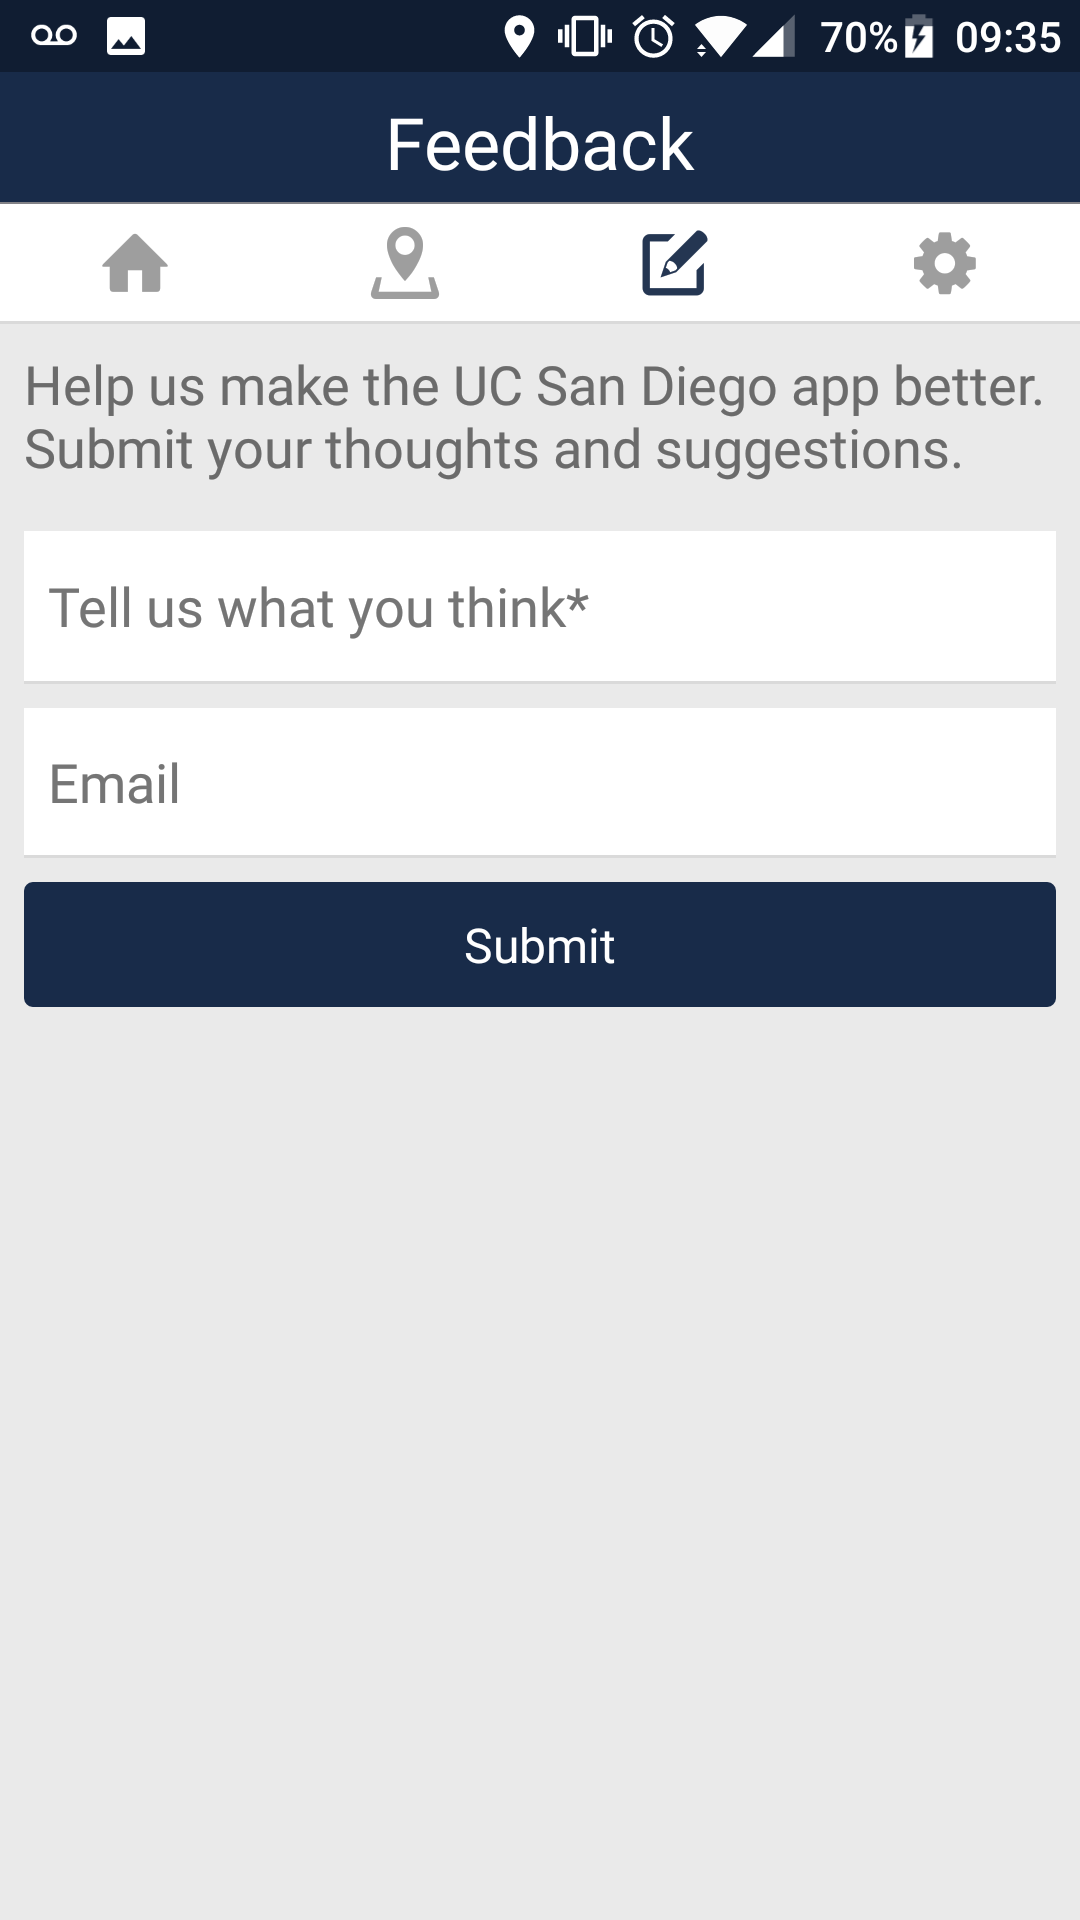 70% 09:35
Feedback
Help us make the UC San Diego app better.
Submit your thoughts and suggestions.
Tell us what you think*
Email
Submit